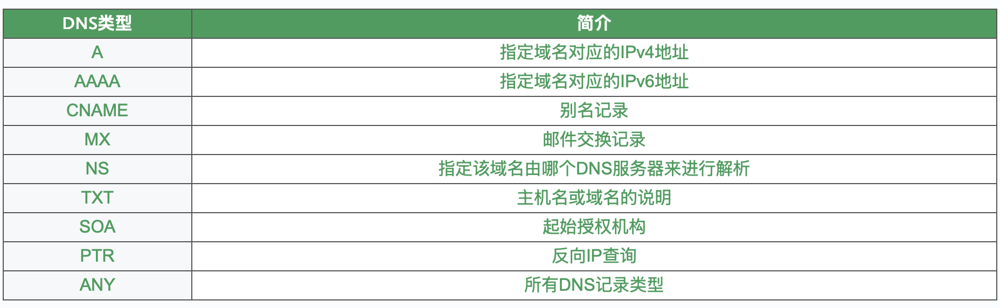 DNS类型 简介
A 指定域名对应的IPv4地址
AAAA 指定域名对应的IPv6地址
CNAME 别名记录
MX 邮件交换记录
NS 指定该域名由哪个DNS服务器来进行解析
TXT 主机名或域名的说明
SOA 起始授权机构
PTR 反向IP查询
ANY 所有DNS记录类型